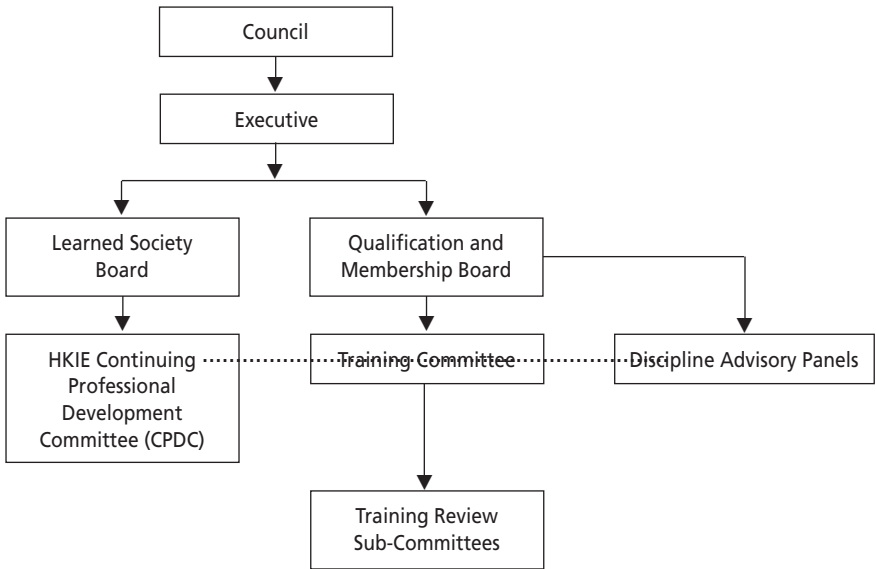 Council
Executive
Learned Society
Board
Qualification and
Membership Board
HKIE Continuing
Professional
Development
Committee (CPDC)
Training Committee
Discipline Advisory Panels
Training Review
Sub-Committees